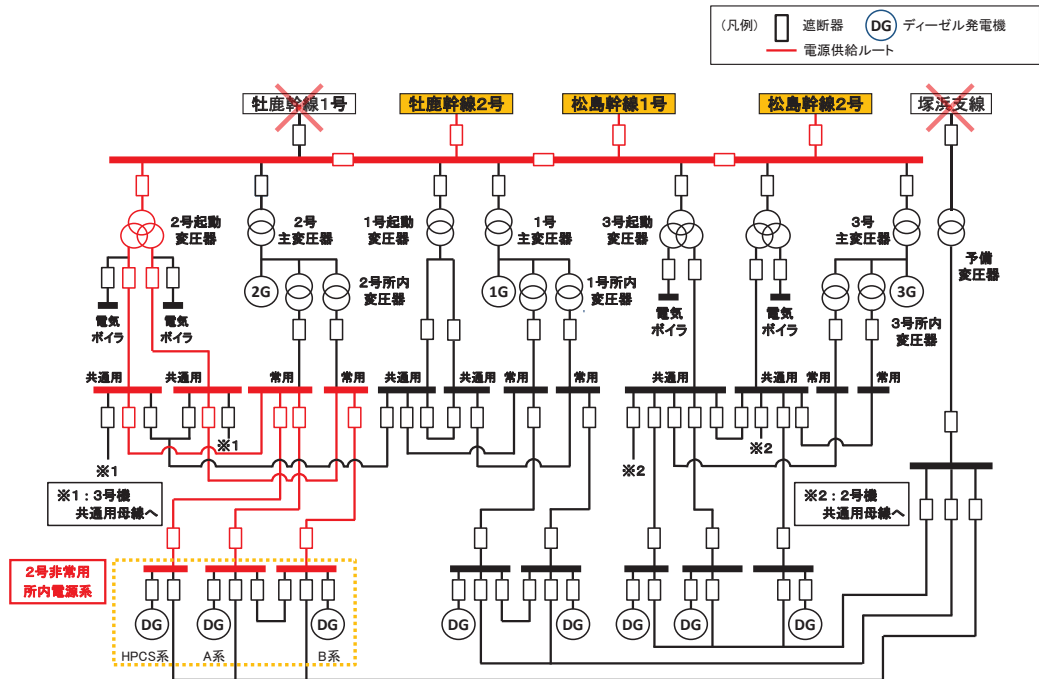 (凡例)
遮断器
DG
ディーゼル発電機
電源供給ルート
牡鹿幹線1号
牡鹿幹線2号
松島幹線1号
松島幹線2号
塚浜支線
2号起動
変圧器
2号
主変圧器
1号起動
変圧器
1号
主変圧器
3号起動
変圧器
3号
主変圧器
予備
変圧器
2G
2号所内
変圧器
1G
1号所内
変圧器
3G
3号所内
変圧器
電気
ボイラ
電気
ボイラ
電気
ボイラ
電気
ボイラ
共通用
共通用
常用
常用
共通用
共通用
常用
常用
共通用
共通用
常用
常用
※1
※1
※2
※2
※1:3号機
共通用母線へ
※2:2号機
共通用母線へ
2号非常用
所内電源系
DG
DG
DG
DG
DG
DG
DG
DG
HPCS系
A系
B系